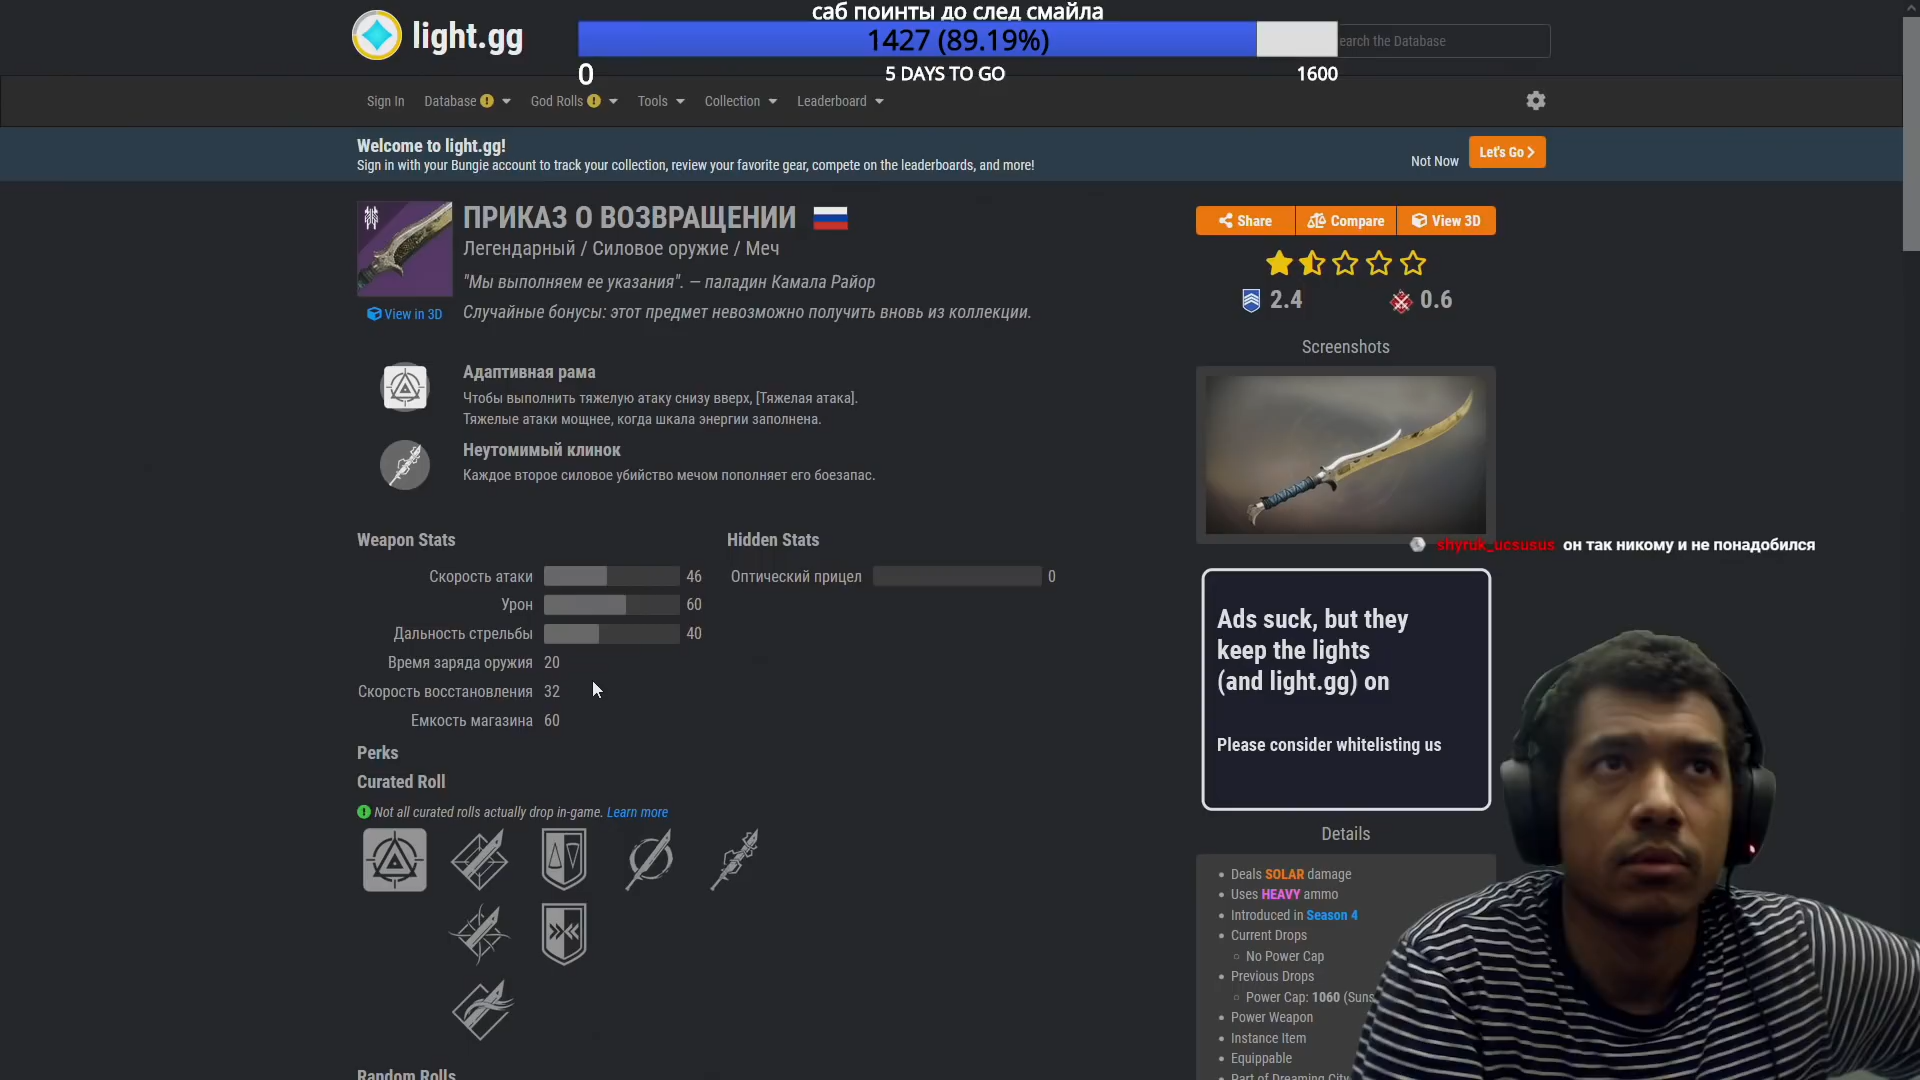 саб поинты до след смайла
light.gg
1427 (89.19%)
earch the Database
0
5 DAYS TO GO
1600
Sign In
Database
God Rolls
Tools
Collection
Leaderboard
Welcome to light.gg!
Sign in with your Bungie account to track your collection, review your favorite gear, compete on the leaderboards, and more!
Not Now
Let's Go
ПРИКАЗ О ВОЗВРАЩЕНИИ
Легендарный / Силовое оружие / Меч
"Мы выполняем ее указания". — паладин Камала Райор
View in 3D
Случайные бонусы: этот предмет невозможно получить вновь из коллекции.
Share
Compare
View 3D
2.4
0.6
Screenshots
Адаптивная рама
Чтобы выполнить тяжелую атаку снизу вверх, [Тяжелая атака].
Тяжелые атаки мощнее, когда шкала энергии заполнена.
Неутомимый клинок
Каждое второе силовое убийство мечом пополняет его боезапас.
Weapon Stats
Скорость атаки 46
Урон 60
Дальность стрельбы 40
Время заряда оружия 20
Скорость восстановления 32
Емкость магазина 60
Hidden Stats
Оптический прицел 0
shyruk_ucsusus он так никому и не понадобился
Ads suck, but they
keep the lights
(and light.gg) on
Please consider whitelisting us
Perks
Curated Roll
Not all curated rolls actually drop in-game. Learn more
Random Rolls
Details
Deals SOLAR damage
Uses HEAVY ammo
Introduced in Season 4
Current Drops
No Power Cap
Previous Drops
Power Cap: 1060 (Suns
Power Weapon
Instance Item
Equippable
Part of Dreaming City